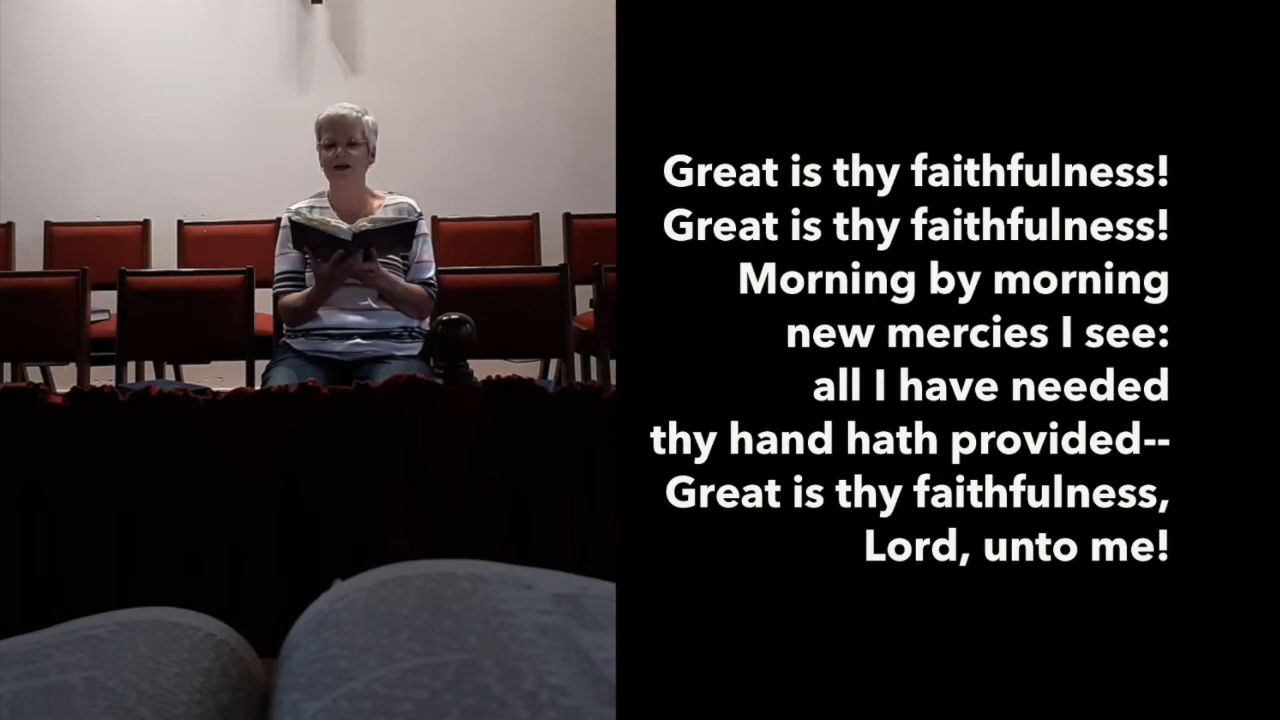 Great is thy faithfulness!
Great is thy faithfulness!
Morning by morning
new mercies I see:
all I have needed
thy hand hath provided--
Great is thy faithfulness,
Lord, unto me!